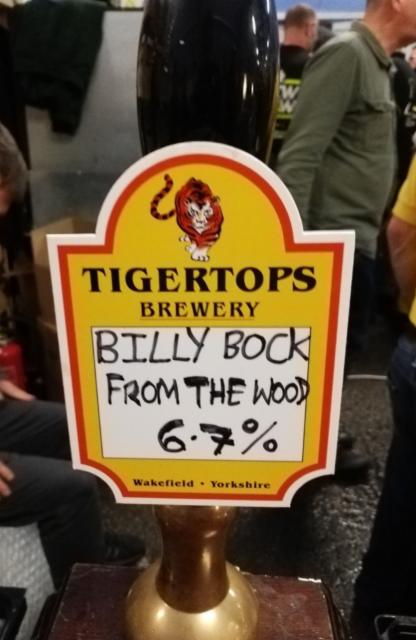 TIGERTOPS
BREWERY
BILLY BOCK
FROM THE WOOD
6.7%
Wakefield • Yorkshire